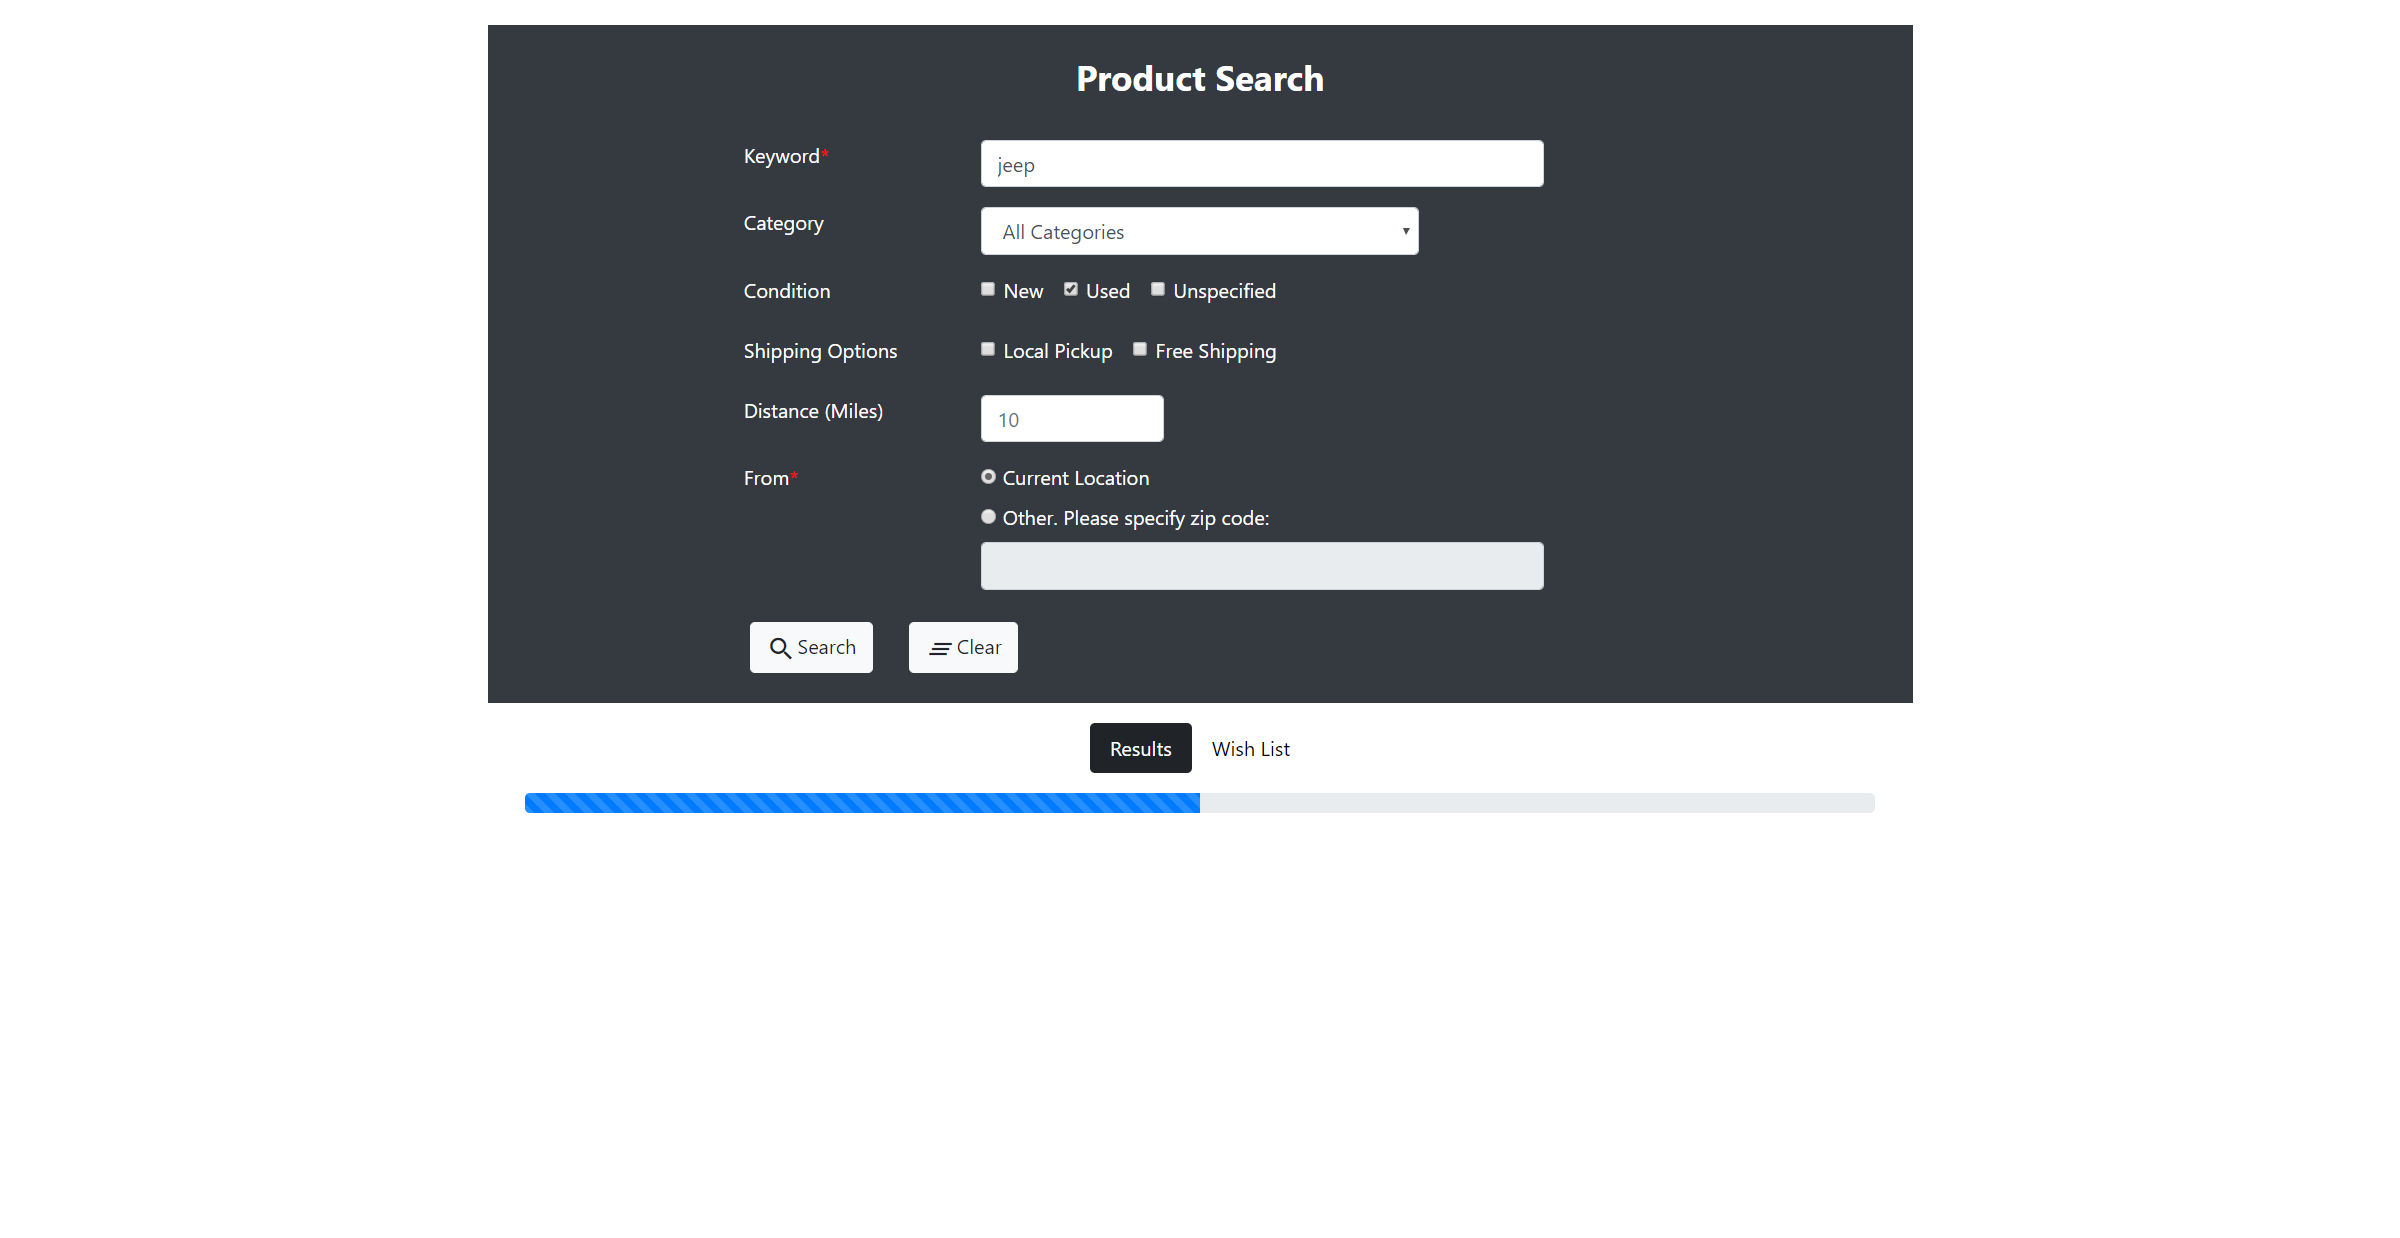 Product Search
Keyword* jeep
Category All Categories
Condition New Used Unspecified
Shipping Options Local Pickup Free Shipping
Distance (Miles) 10
From* Current Location
Other. Please specify zip code:
Search Clear
Results Wish List